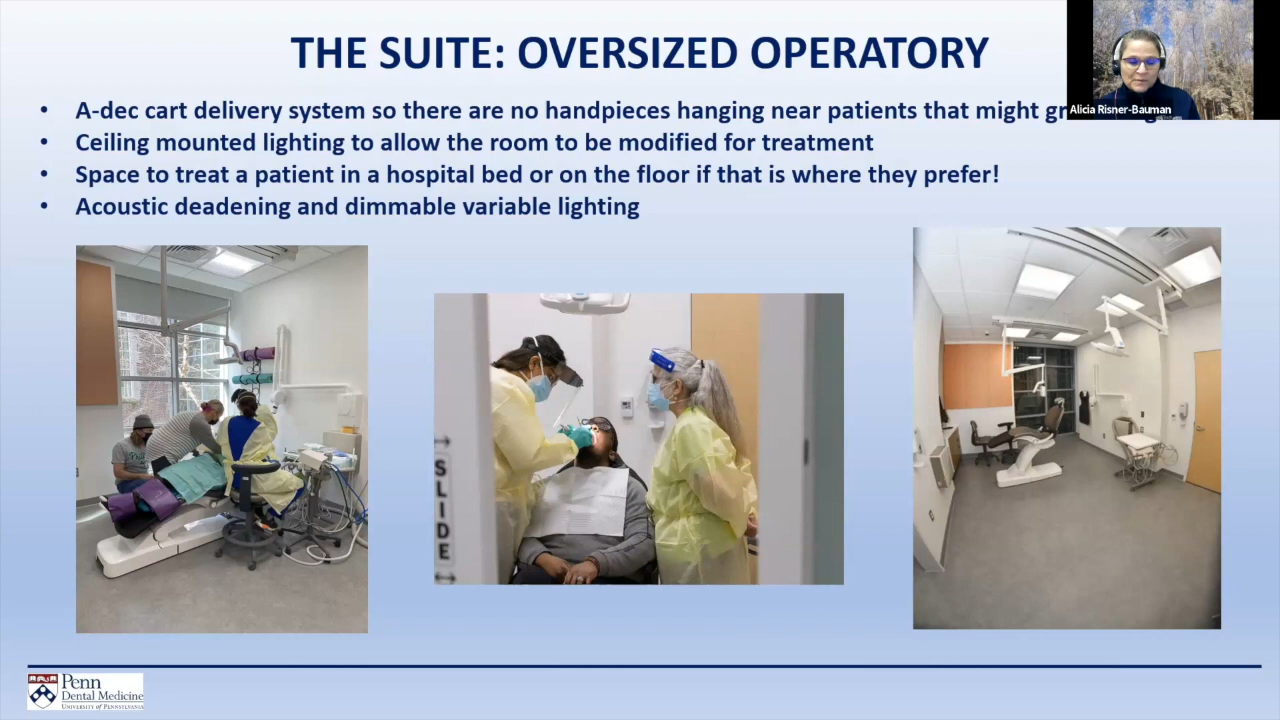 THE SUITE: OVERSIZED OPERATORY
Alicia Risner-Bauman
• A-dec cart delivery system so there are no handpieces hanging near patients that might
• Ceiling mounted lighting to allow the room to be modified for treatment
• Space to treat a patient in a hospital bed or on the floor if that is where they prefer!
• Acoustic deadening and dimmable variable lighting
SLIDE
Penn
Dental Medicine
UNIVERSITY of PENNSYLVANIA